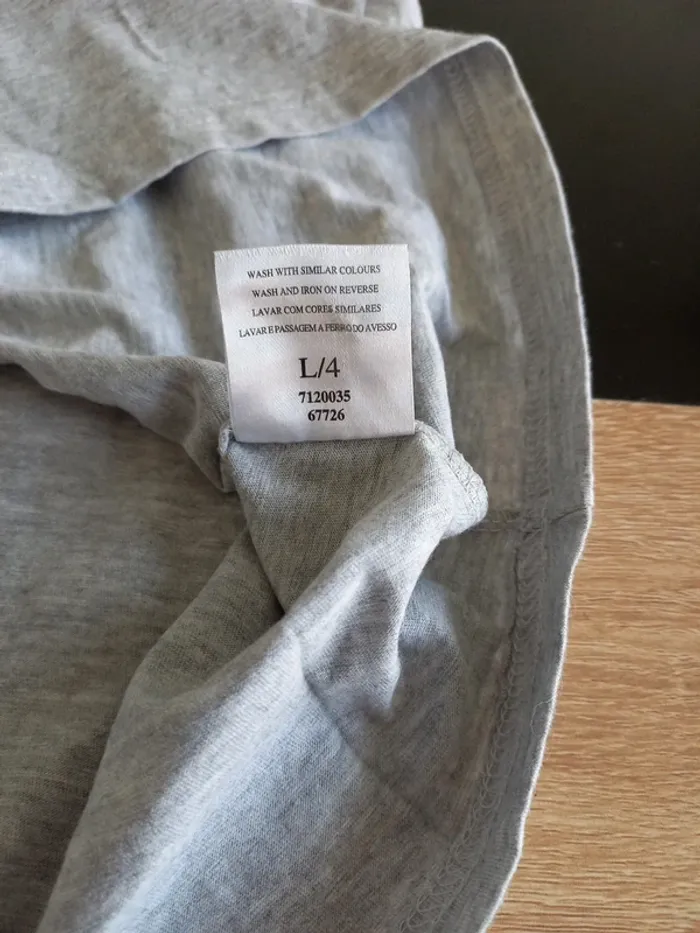 WASH WITH SIMILAR COLOURS
WASH AND IRON ON REVERSE
LAVAR COM CORES SIMILARES
LAVAR E PASSAGEM A FERRO DO AVESSO
L/4
7120035
67726